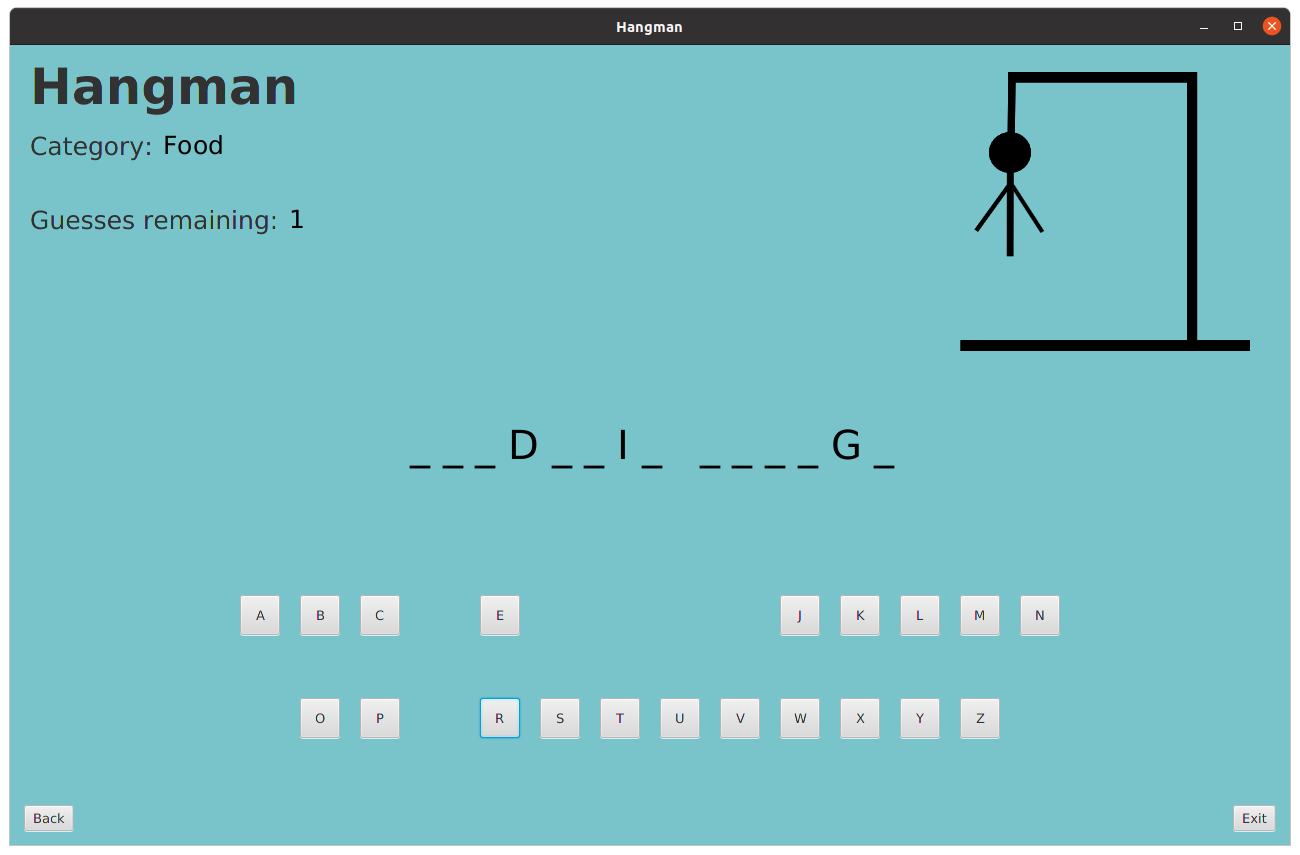 Hangman
Hangman
Category: Food
Guesses remaining: 1
_ _ _ D _ _ I _   _ _ _ _ G _
A B C E J K L M N
O P R S T U V W X Y Z
Back Exit